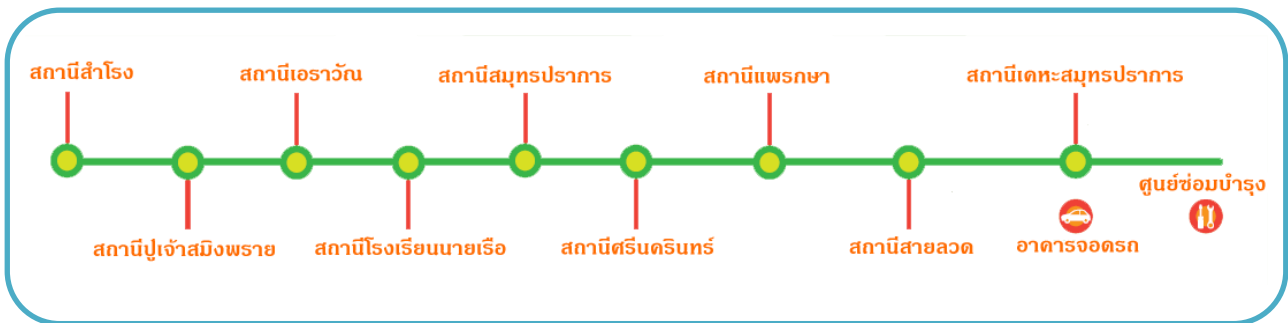 สถานีสำโรง
สถานีเอราวัณ
สถานีสมุทรปราการ
สถานีแพรกษา
สถานีเคหะสมุทรปราการ
สถานีปู่เจ้าสมิงพราย
สถานีโรงเรียนนายเรือ
สถานีศรีนครินทร์
สถานีสายลวด
อาคารจอดรถ
ศูนย์ซ่อมบำรุง